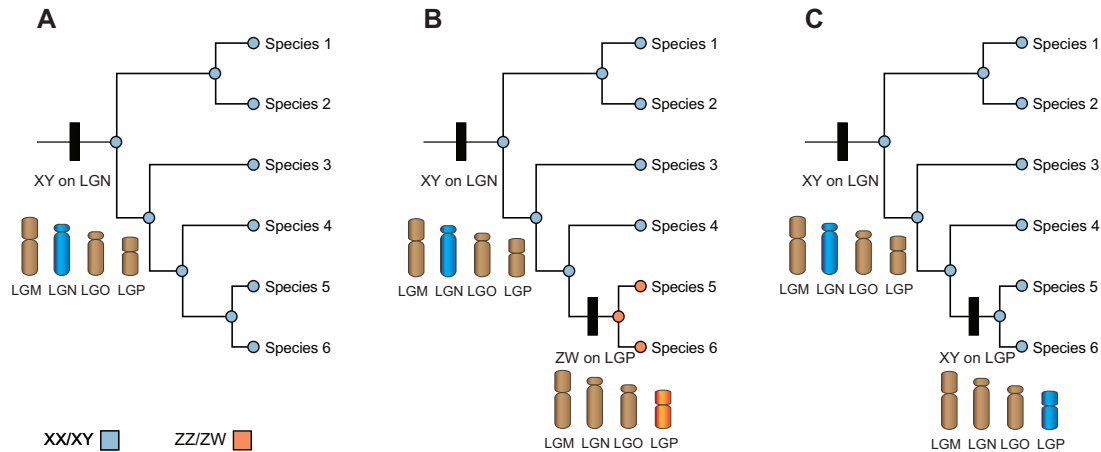 A
Species 1
Species 2
XY on LGN
Species 3
Species 4
LGM LGN LGO LGP
Species 5
Species 6
XX/XY
ZZ/ZW
B
Species 1
Species 2
XY on LGN
Species 3
Species 4
LGM LGN LGO LGP
Species 5
Species 6
ZW on LGP
LGM LGN LGO LGP
C
Species 1
Species 2
XY on LGN
Species 3
Species 4
LGM LGN LGO LGP
Species 5
Species 6
XY on LGP
LGM LGN LGO LGP